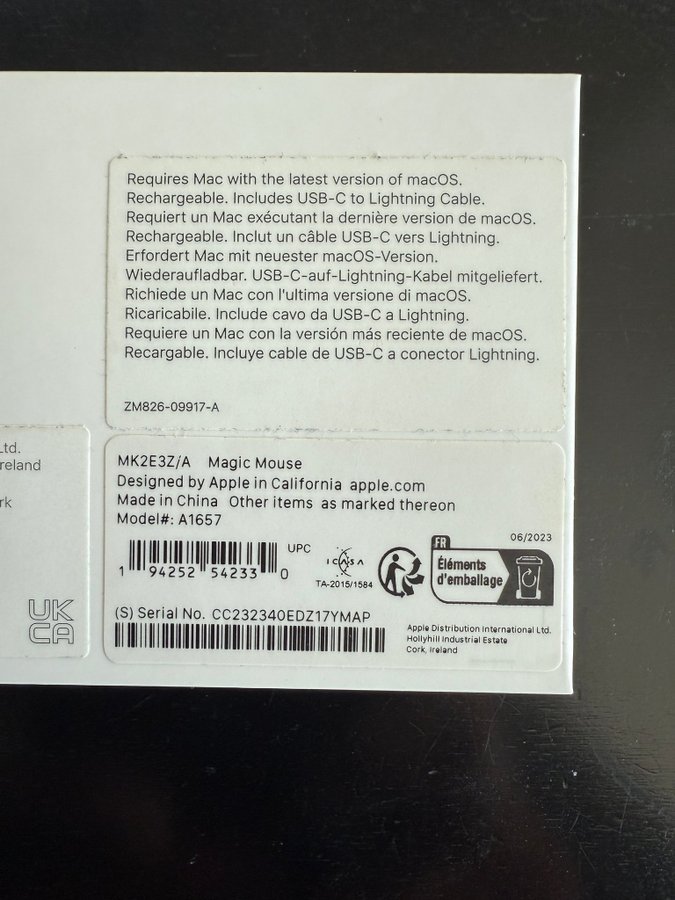 Requires Mac with the latest version of macOS.
Rechargeable. Includes USB-C to Lightning Cable.
Requiert un Mac exécutant la dernière version de macOS.
Rechargeable. Inclut un câble USB-C vers Lightning.
Erfordert Mac mit neuester macOS-Version.
Wiederaufladbar. USB-C-auf-Lightning-Kabel mitgeliefert.
Richiede un Mac con l'ultima versione di macOS.
Ricaricabile. Include cavo da USB-C a Lightning.
Requiere un Mac con la versión más reciente de macOS.
Recargable. Incluye cable de USB-C a conector Lightning.
ZM826-09917-A
Ltd.
reland
rk
UK
CA
MK2E3Z/A Magic Mouse
Designed by Apple in California apple.com
Made in China Other items as marked thereon
Model#: A1657
UPC
1 94252 54233 0
ICASA
TA-2015/1584
06/2023
FR
Éléments
d'emballage
(S) Serial No. CC232340EDZ17YMAP
Apple Distribution International Ltd.
Hollyhill Industrial Estate
Cork, Ireland